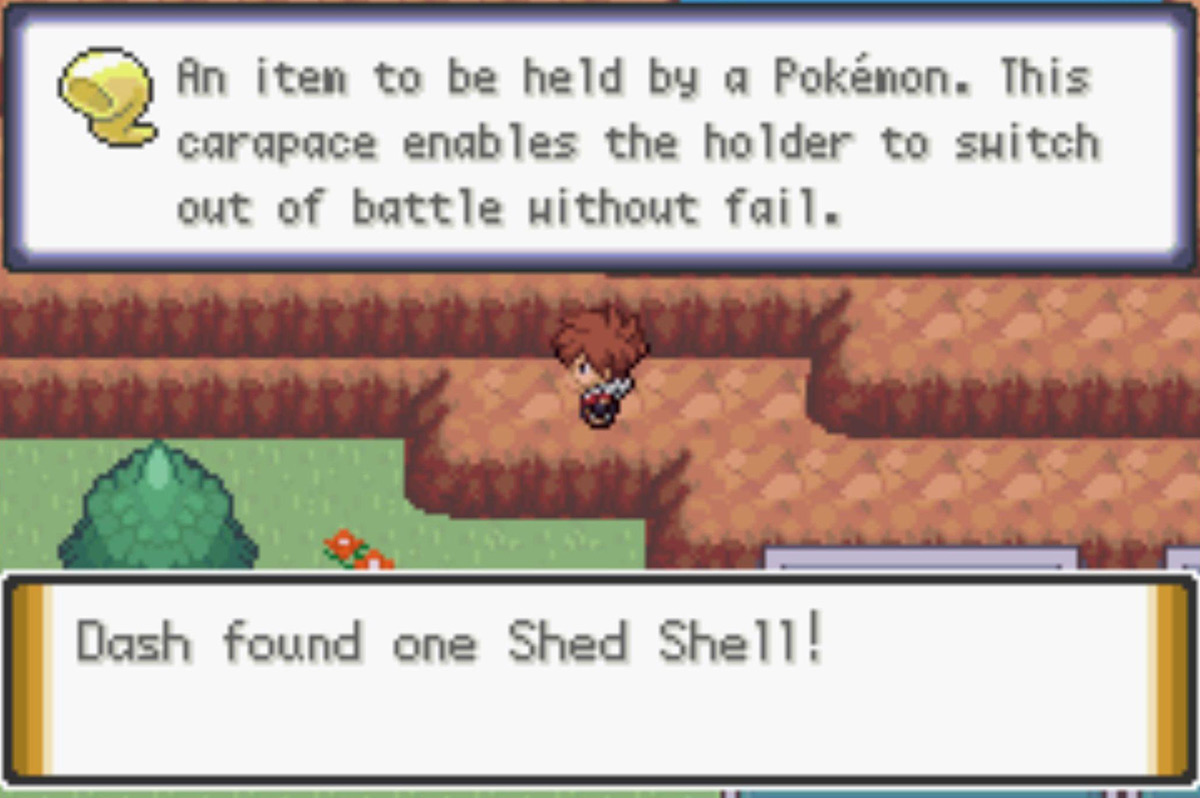 An item to be held by a Pokémon. This
carapace enables the holder to switch
out of battle without fail.
Dash found one Shed Shell!